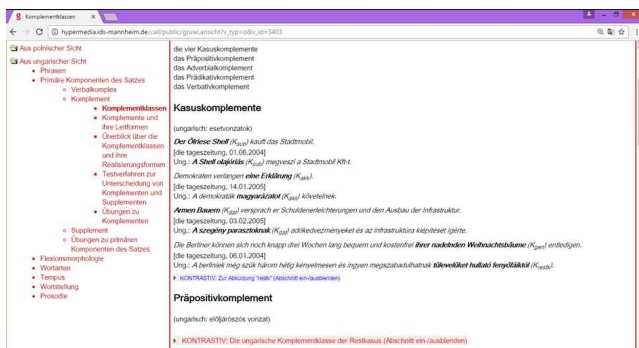 Komplementklassen
hypermedia.ids-mannheim.de/call/public/gruwi.ansicht?v_typ=o&v_id=3403
Aus polnischer Sicht
Aus ungarischer Sicht
Phrasen
Primäre Komponenten des Satzes
Verbalkomplex
Komplement
Komplementklassen
Komplemente und
ihre Leitformen
Überblick über die
Komplementklassen
und ihre
Realisierungsformen
Testverfahren zur
Unterscheidung von
Komplementen und
Supplementen
Übungen zu
Komplementen
Supplement
Übungen zu primären
Komponenten des Satzes
Flexionsmorphologie
Wortarten
Tempus
Wortstellung
Prosodie
die vier Kasuskomplemente
das Präpositivkomplement
das Adverbialkomplement
das Prädikativkomplement
das Verbativkomplement
Kasuskomplemente
(ungarisch: esetvonzatok)
Der Ölriese Shell (Ksub) kauft das Stadtmobil.
[die tageszeitung, 01.06.2004]
Ung.: A Shell olajóriás (Ksub) megveszi a Stadtmobil Kft-t.
Demokraten verlangen eine Erklärung (Kakk).
[die tageszeitung, 14.01.2005]
Ung.: A demokraták magyarázatot (Kakk) követelnek.
Armen Bauern (Kdat) versprach er Schuldenerleichterungen und den Ausbau der Infrastruktur.
[die tageszeitung, 03.02.2005]
Ung.: A szegény parasztoknak (Kdat) adókedvezményeket és az infrastruktúra kiépítését ígérte.
Die Berliner können sich noch knapp drei Wochen lang bequem und kostenfrei ihrer nadelnden Weihnachtsbäume (Kgen) entledigen.
[die tageszeitung, 06.01.2004]
Ung.: A berliniek még szűk három hétig kényelmesen és ingyen megszabadulhatnak tűlevelüket hullató fenyőfáiktól (Krestk).
KONTRASTIV: Zur Abkürzung "restk" (Abschnitt ein-/ausblenden)
Präpositivkomplement
(ungarisch: elöljárószós vonzat)
KONTRASTIV: Die ungarische Komplementklasse der Restkasus (Abschnitt ein-/ausblenden)